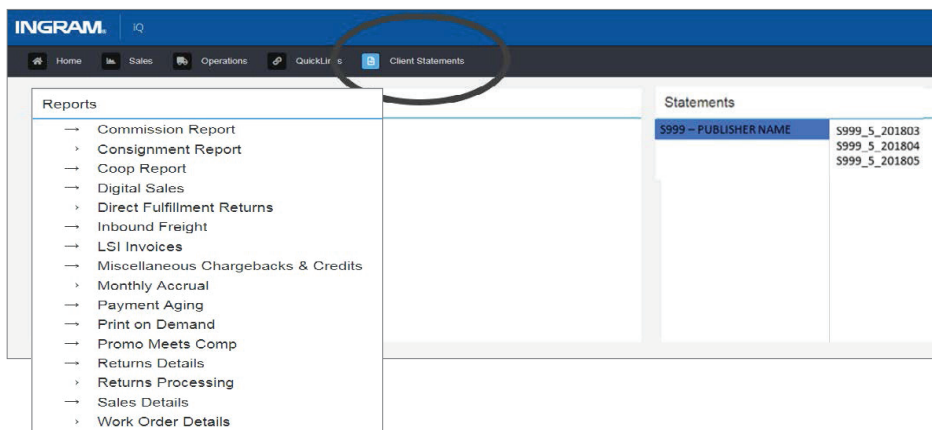 INGRAM. IQ
Home Sales Operations QuickLinks Client Statements
Reports
→ Commission Report
› Consignment Report
→ Coop Report
→ Digital Sales
› Direct Fulfillment Returns
→ Inbound Freight
→ LSI Invoices
→ Miscellaneous Chargebacks & Credits
› Monthly Accrual
→ Payment Aging
→ Print on Demand
→ Promo Meets Comp
→ Returns Details
› Returns Processing
→ Sales Details
› Work Order Details
Statements
S999 – PUBLISHER NAME
S999_5_201803
S999_5_201804
S999_5_201805